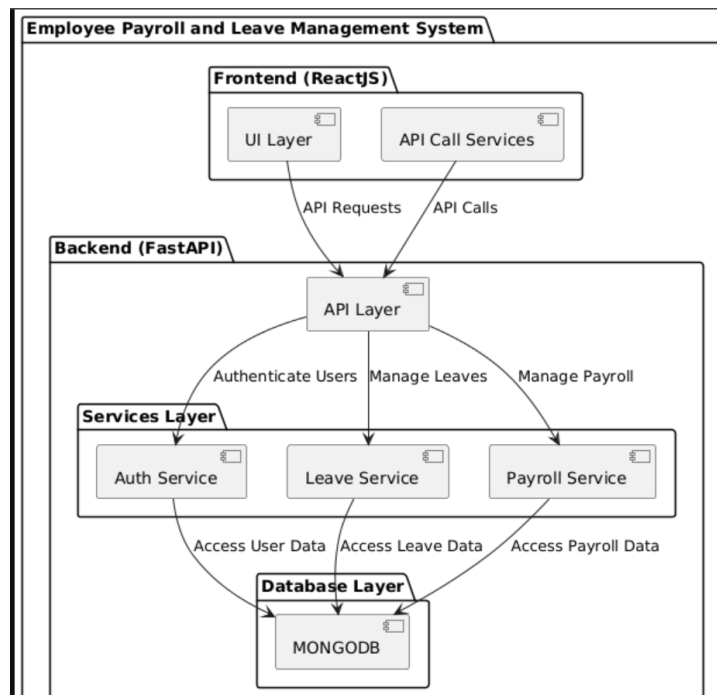 Employee Payroll and Leave Management System
Frontend (ReactJS)
UI Layer
API Call Services
API Requests
API Calls
Backend (FastAPI)
API Layer
Authenticate Users
Manage Leaves
Manage Payroll
Services Layer
Auth Service
Leave Service
Payroll Service
Access User Data
Access Leave Data
Access Payroll Data
Database Layer
MONGODB